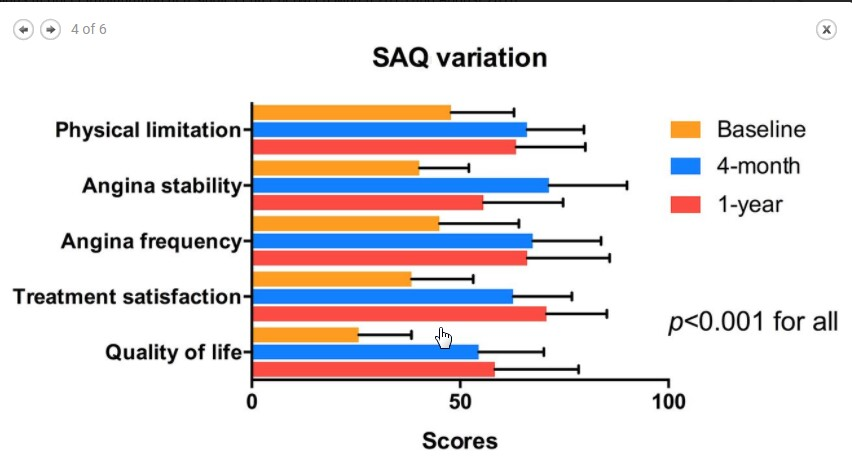 4 of 6
SAQ variation
Physical limitation
Angina stability
Angina frequency
Treatment satisfaction
Quality of life
0 50 100
Scores
Baseline
4-month
1-year
p<0.001 for all